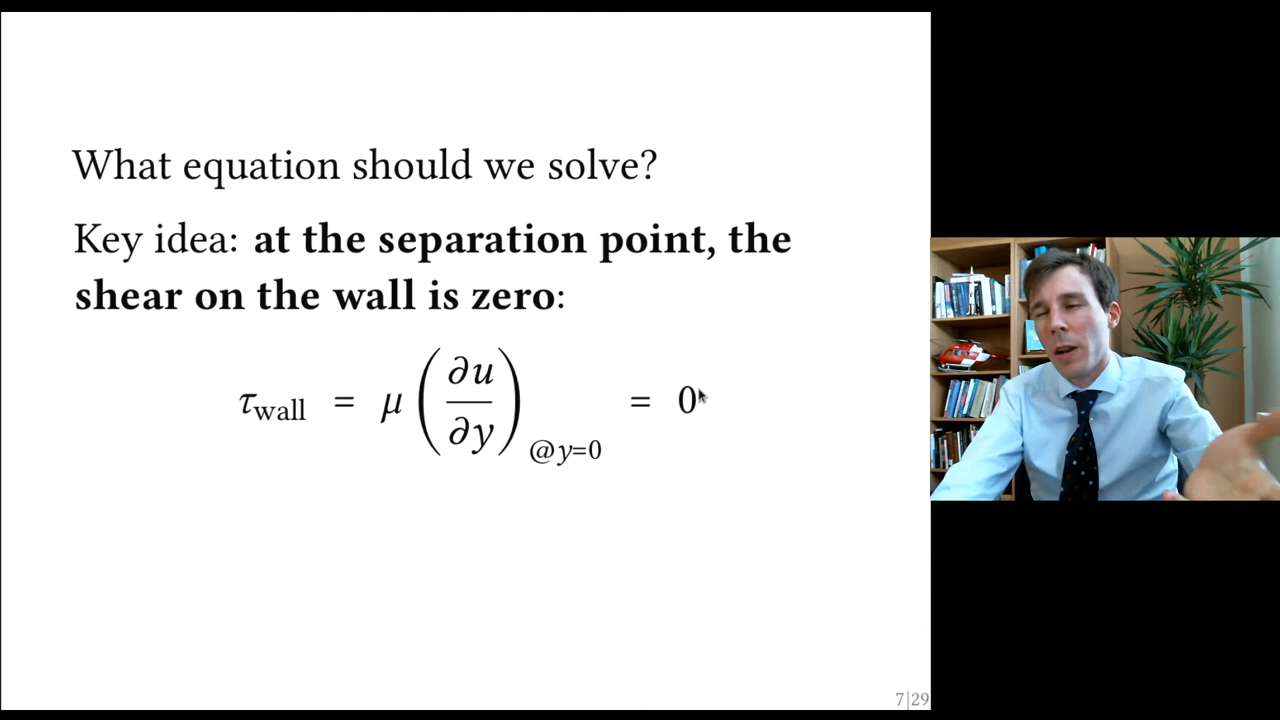 What equation should we solve?
Key idea: at the separation point, the
shear on the wall is zero:
τwall = μ (∂u/∂y)@y=0 = 0
7|29